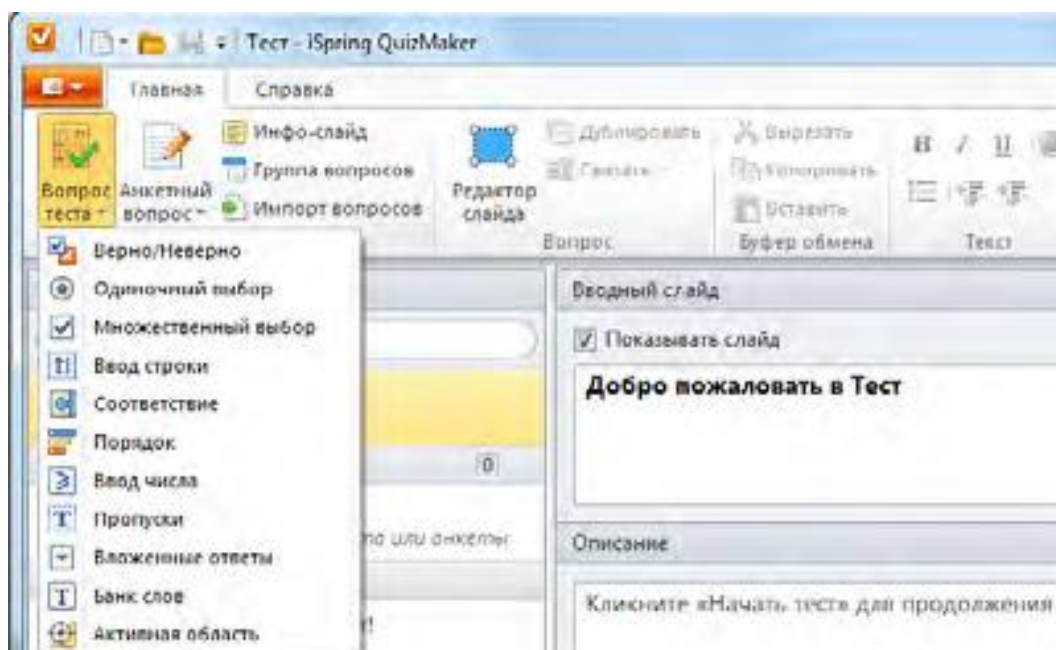 Тест - iSpring QuizMaker
Главная Справка
Вопрос теста
Анкетный вопрос
Инфо-слайд
Группа вопросов
Импорт вопросов
Редактор слайда
Дублировать
Связать
Вопрос
Вырезать
Копировать
Вставить
Буфер обмена
Текст
Верно/Неверно
Одиночный выбор
Множественный выбор
Ввод строки
Соответствие
Порядок
Ввод числа
Пропуски
Вложенные ответы
Банк слов
Активная область
0
или анкеты
Вводный слайд
Показывать слайд
Добро пожаловать в Тест
Описание
Кликните «Начать тест» для продолжения